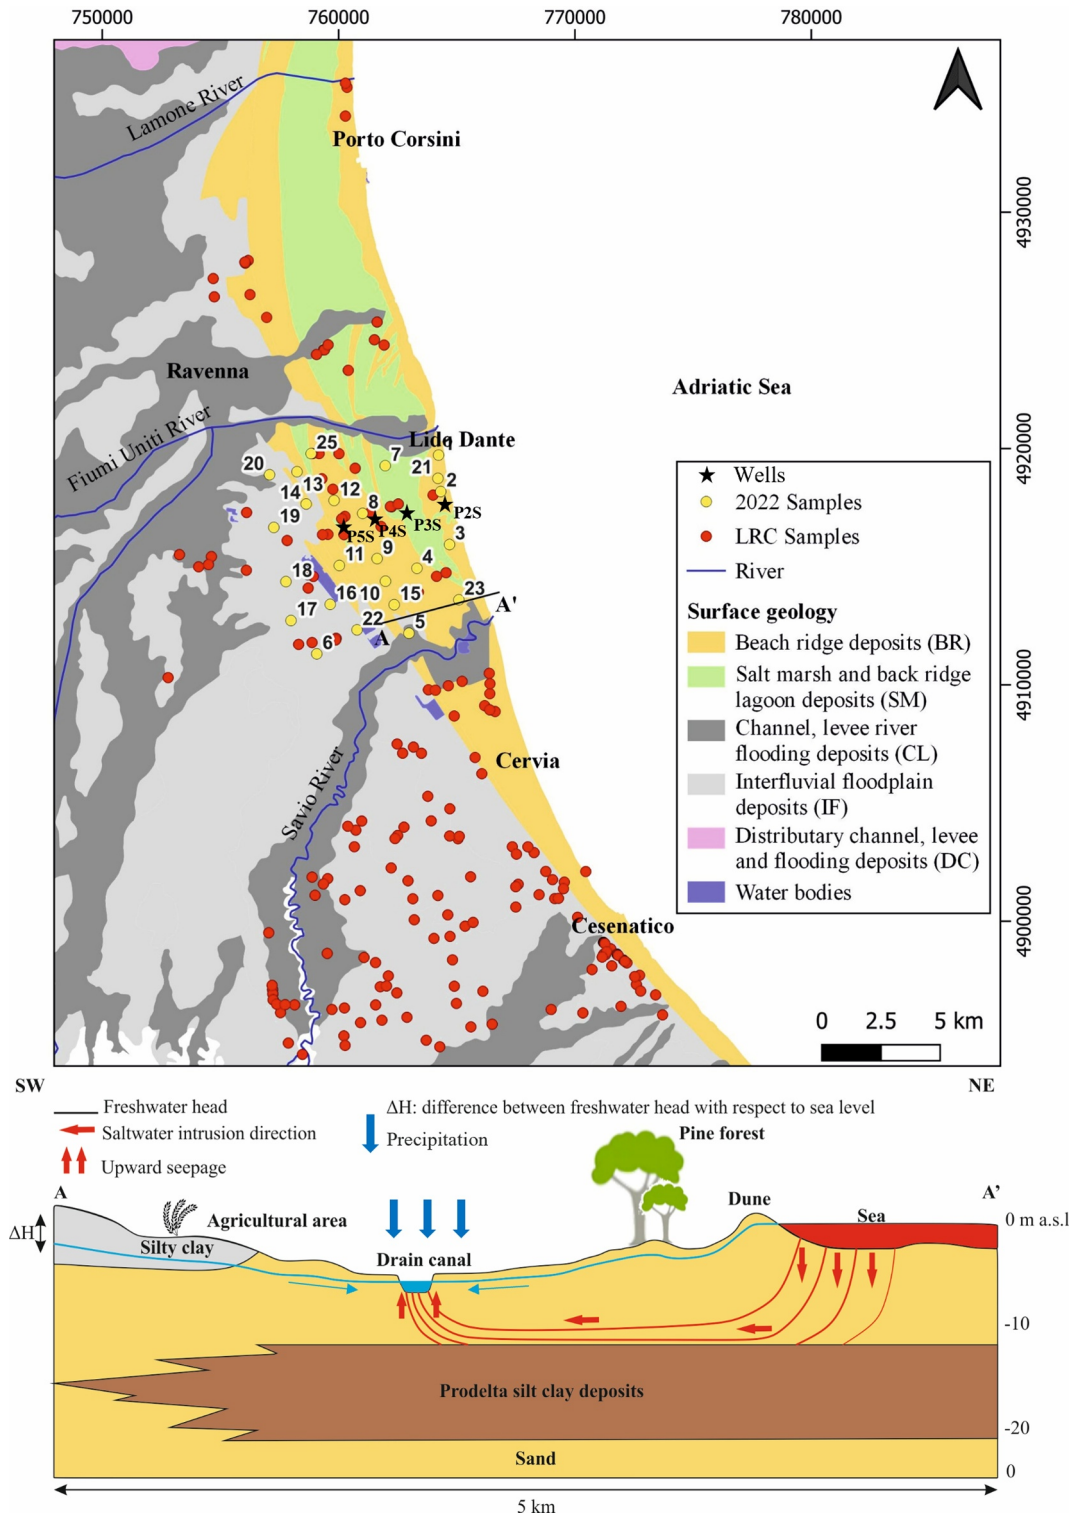 750000 760000 770000 780000
Lamone River
Porto Corsini
4930000
Ravenna
Adriatic Sea
Fiumi Uniti River
Lido Dante
4920000
1
25
7
20
21
13
2
14
12
8
P2S
19
P3S
P4S
P5S
3
9
11
4
18
16
10
15
23
17
A'
22
5
A
6
4910000
Cervia
Savio River
Cesenatico
4900000
Wells
2022 Samples
LRC Samples
River
Surface geology
Beach ridge deposits (BR)
Salt marsh and back ridge
lagoon deposits (SM)
Channel, levee river
flooding deposits (CL)
Interfluvial floodplain
deposits (IF)
Distributary channel, levee
and flooding deposits (DC)
Water bodies
0 2.5 5 km
SW NE
Freshwater head
Saltwater intrusion direction
Upward seepage
ΔH: difference between freshwater head with respect to sea level
Precipitation
Pine forest
A
A’
Dune
Sea
0 m a.s.l
ΔH
Agricultural area
Silty clay
Drain canal
-10
Prodelta silt clay deposits
-20
Sand
0
5 km